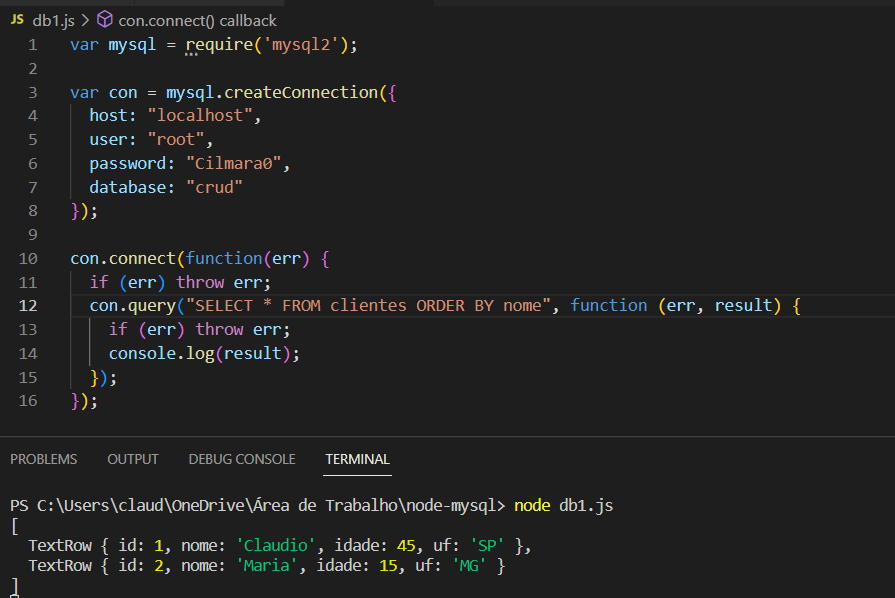 JS db1.js > con.connect() callback
1 var mysql = require('mysql2');
2
3 var con = mysql.createConnection({
4 host: "localhost",
5 user: "root",
6 password: "Cilmara0",
7 database: "crud"
8 });
9
10 con.connect(function(err) {
11 if (err) throw err;
12 con.query("SELECT * FROM clientes ORDER BY nome", function (err, result) {
13 if (err) throw err;
14 console.log(result);
15 });
16 });
PROBLEMS OUTPUT DEBUG CONSOLE TERMINAL
PS C:\Users\claud\OneDrive\Área de Trabalho\node-mysql> node db1.js
[
TextRow { id: 1, nome: 'Claudio', idade: 45, uf: 'SP' },
TextRow { id: 2, nome: 'Maria', idade: 15, uf: 'MG' }
]